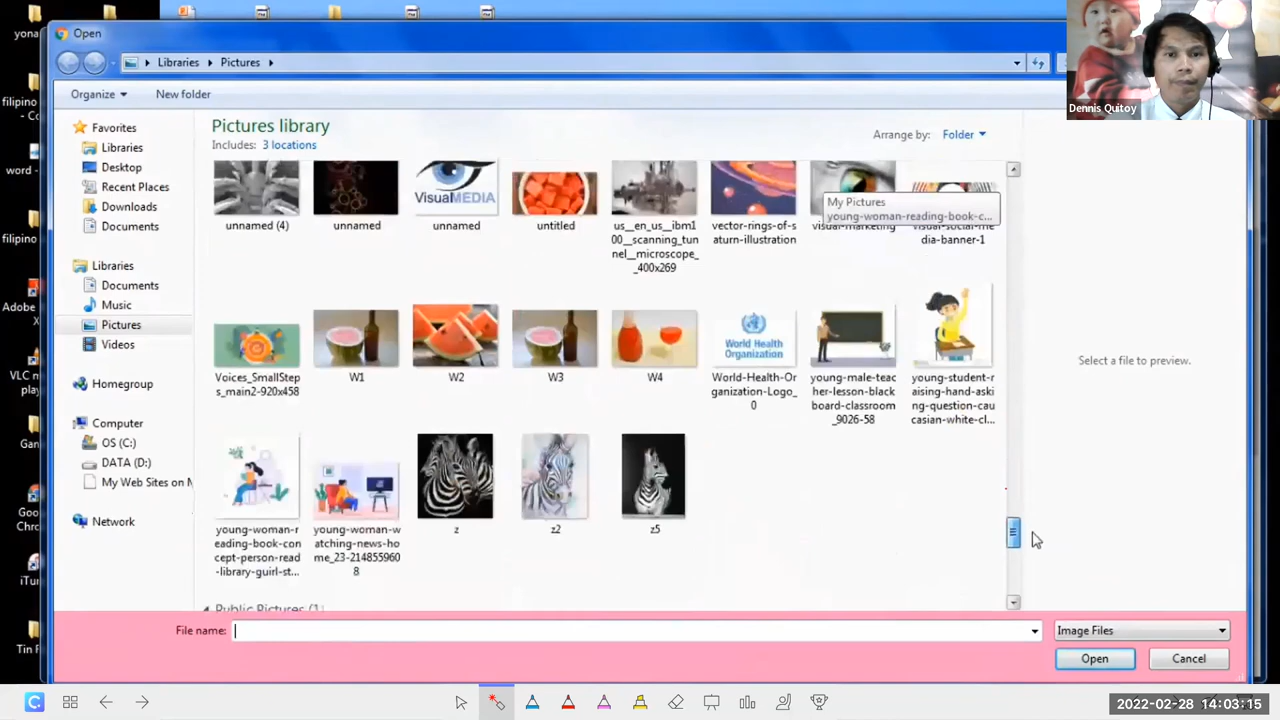 yona
Open
Dennis Quitoy
Libraries
Pictures
Organize
New folder
filipino
- Co
word -
filipino
Adobe
X
VLC m
play
Gan
Goo
Chro
iTu
Tin F
Favorites
Libraries
Desktop
Recent Places
Downloads
Documents
Libraries
Documents
Music
Pictures
Videos
Homegroup
Computer
OS (C:)
DATA (D:)
My Web Sites on M
Network
Pictures library
Includes: 3 locations
Arrange by: Folder
VisualMEDIA
My Pictures
young-woman-reading-book-c...
unnamed (4)
unnamed
unnamed
untitled
us__en_us__ibm1
00__scanning_tun
nel__microscope_
_400x269
vector-rings-of-s
aturn-illustration
visual-marketing
visual-social-me
dia-banner-1
World Health
Organization
Voices_SmallStep
s_main2-920x458
W1
W2
W3
W4
World-Health-Or
ganization-Logo_
0
young-male-teac
her-lesson-black
board-classroom
_9026-58
young-student-r
aising-hand-ask
ing-question-cau
casian-white-cl...
young-woman-r
eading-book-con
cept-person-read
-library-guirl-st...
young-woman-w
atching-news-ho
me_23-214855960
8
z
z2
z5
Select a file to preview.
Public Pictures (1)
File name:
Image Files
Open
Cancel
2022-02-28 14:03:15